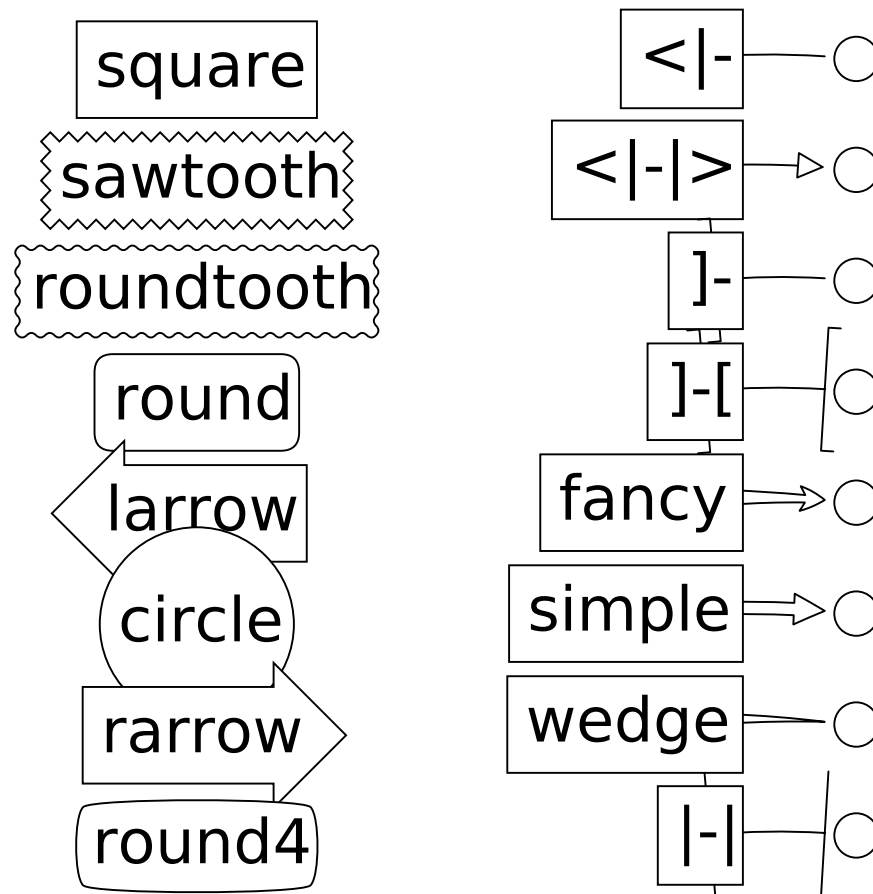 square
sawtooth
roundtooth
round
larrow
circle
rarrow
round4
<|-
<|-|>
]-
]-[
fancy
simple
wedge
|-|